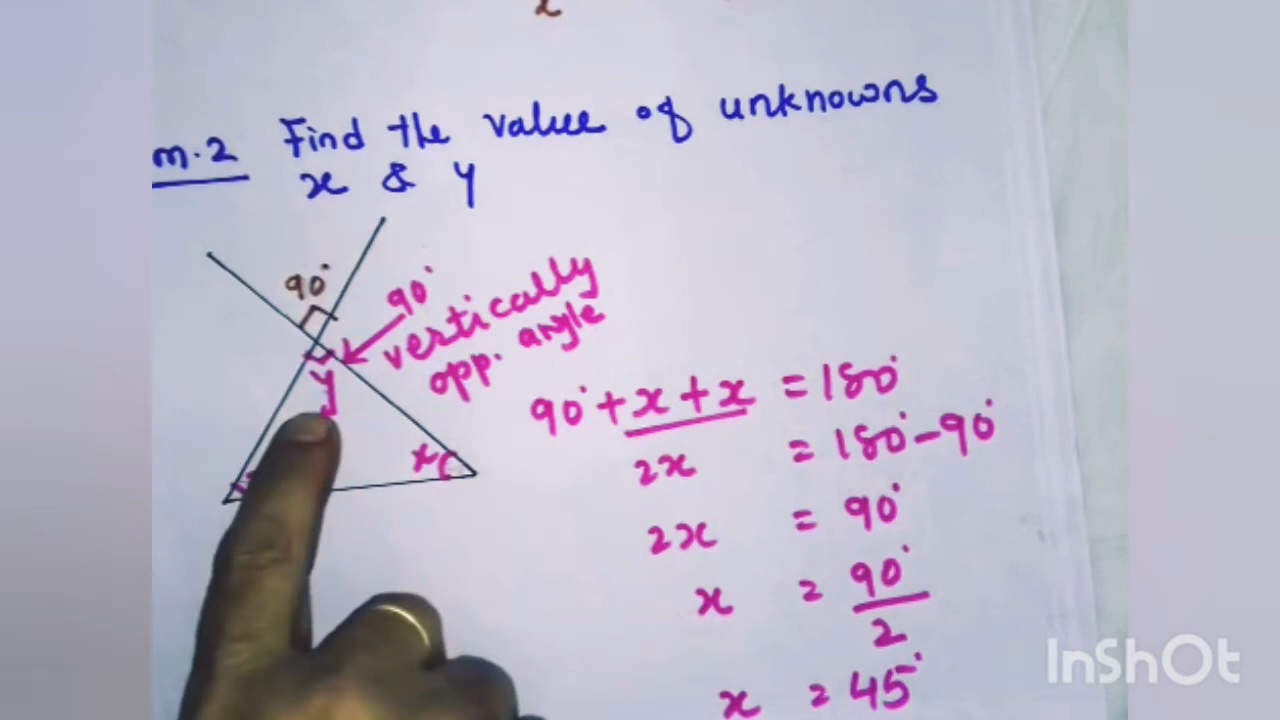 x
m.2 Find the value of unknowns
x & y
90°
90°
vertically
opp. angle
y
x
90° + x + x = 180°
2x = 180° - 90°
2x = 90°
x = 90°
2
x = 45°
InShOt